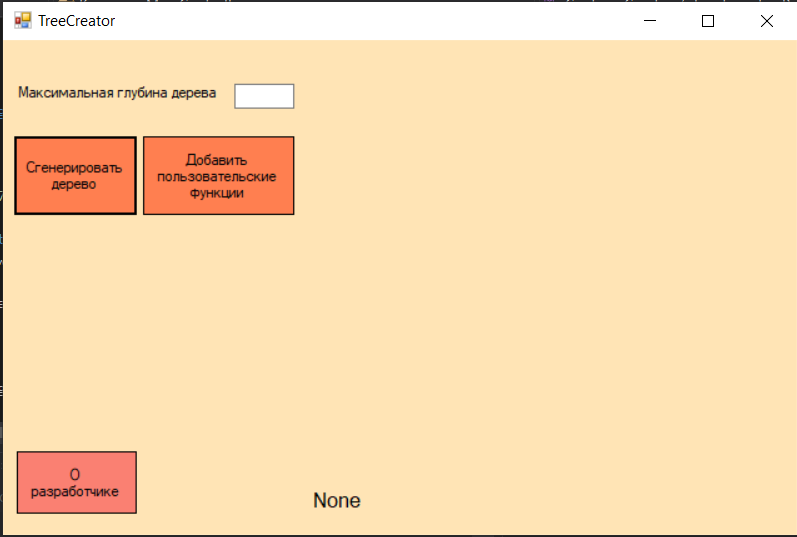 TreeCreator
Максимальная глубина дерева
Сгенерировать
дерево
Добавить
пользовательские
функции
О
разработчике
None